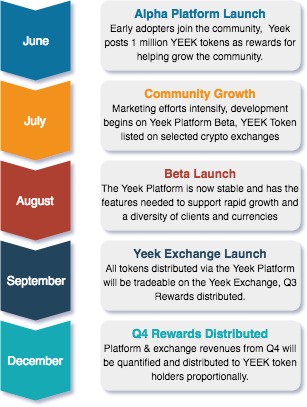 June
Alpha Platform Launch
Early adopters join the community, Yeek
posts 1 million YEEK tokens as rewards for
helping grow the community.
July
Community Growth
Marketing efforts intensify, development
begins on Yeek Platform Beta, YEEK Token
listed on selected crypto exchanges
August
Beta Launch
The Yeek Platform is now stable and has the
features needed to support rapid growth and
a diversity of clients and currencies
September
Yeek Exchange Launch
All tokens distributed via the Yeek Platform
will be tradeable on the Yeek Exchange, Q3
Rewards distributed.
December
Q4 Rewards Distributed
Platform & exchange revenues from Q4 will
be quantified and distributed to YEEK token
holders proportionally.